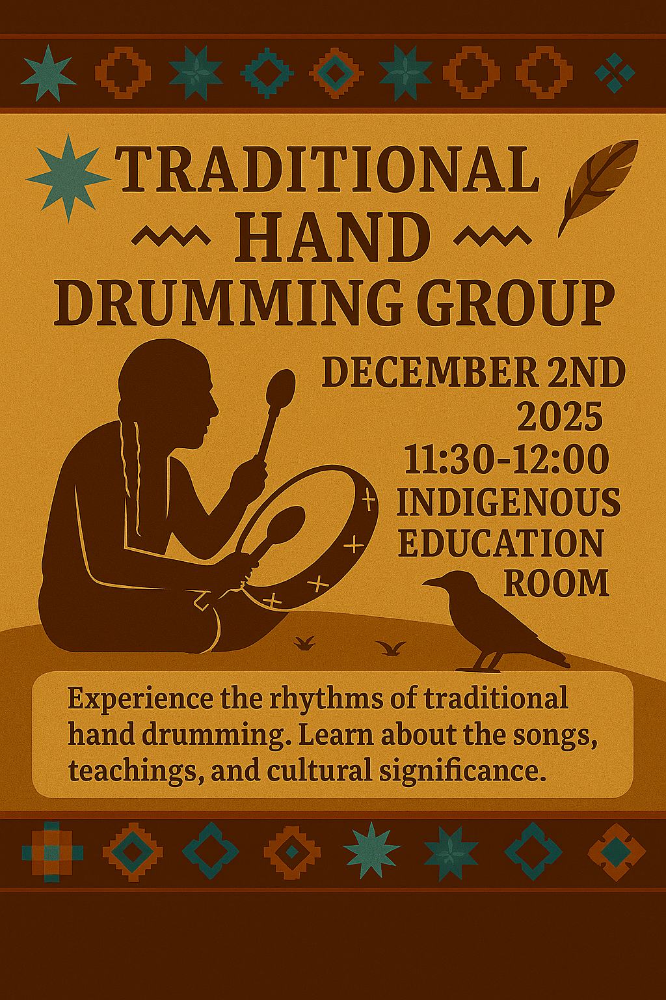 TRADITIONAL
HAND
DRUMMING GROUP
DECEMBER 2ND
2025
11:30-12:00
INDIGENOUS
EDUCATION
ROOM
Experience the rhythms of traditional
hand drumming. Learn about the songs,
teachings, and cultural significance.